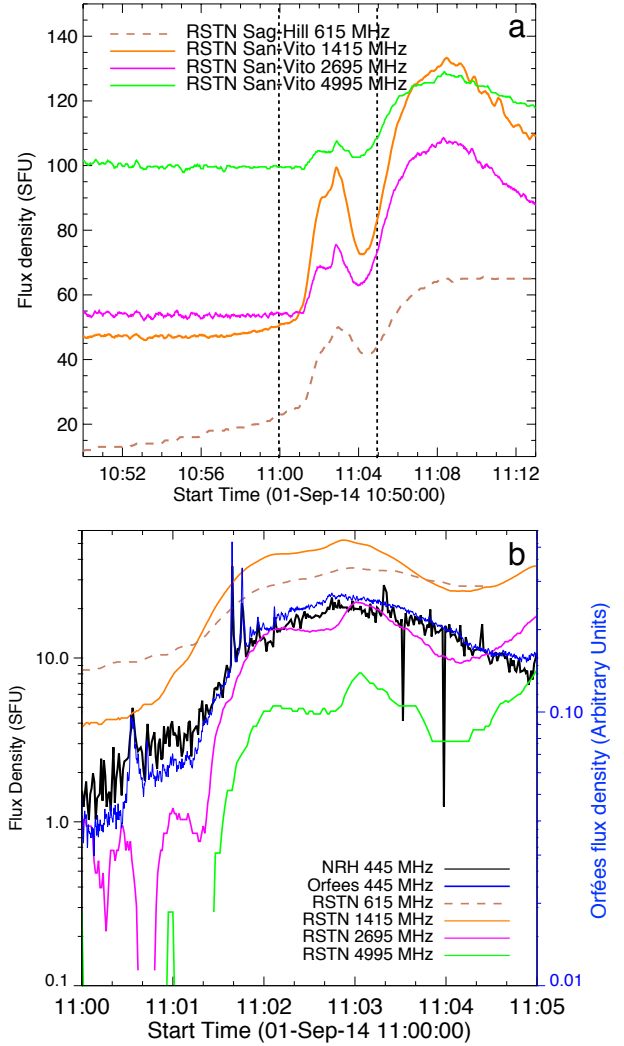 a
RSTN Sag-Hill 615 MHz
RSTN San-Vito 1415 MHz
RSTN San-Vito 2695 MHz
RSTN San-Vito 4995 MHz
140
120
100
80
60
40
20
Flux density (SFU)
10:52 10:56 11:00 11:04 11:08 11:12
Start Time (01-Sep-14 10:50:00)
b
10.0
1.0
0.1
Flux Density (SFU)
0.10
0.01
Orfées flux density (Arbitrary Units)
NRH 445 MHz
Orfees 445 MHz
RSTN 615 MHz
RSTN 1415 MHz
RSTN 2695 MHz
RSTN 4995 MHz
11:00 11:01 11:02 11:03 11:04 11:05
Start Time (01-Sep-14 11:00:00)